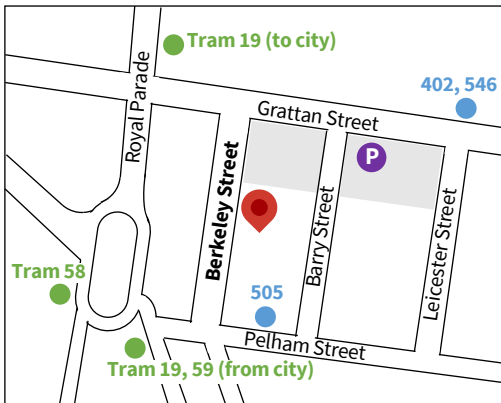 Tram 19 (to city)
Royal Parade
402, 546
Grattan Street
P
Berkeley Street
Barry Street
Leicester Street
Tram 58
505
Pelham Street
Tram 19, 59 (from city)